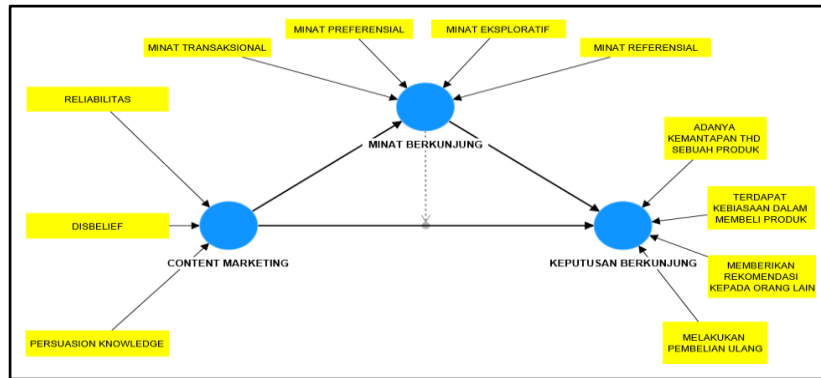 MINAT PREFERENSIAL
MINAT EKSPLORATIF
MINAT TRANSAKSIONAL
MINAT REFERENSIAL
RELIABILITAS
MINAT BERKUNJUNG
ADANYA
KEMANTAPAN THD
SEBUAH PRODUK
DISBELIEF
TERDAPAT
KEBIASAAN DALAM
MEMBELI PRODUK
CONTENT MARKETING
KEPUTUSAN BERKUNJUNG
MEMBERIKAN
REKOMENDASI
KEPADA ORANG LAIN
PERSUASION KNOWLEDGE
MELAKUKAN
PEMBELIAN ULANG